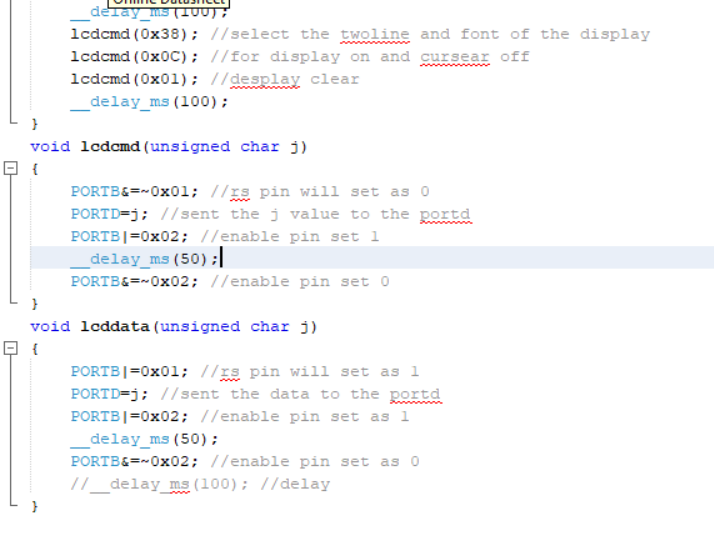 Online Datasheet
__delay_ms(100);
lcdcmd(0x38); //select the twoline and font of the display
lcdcmd(0x0C); //for display on and cursear off
lcdcmd(0x01); //desplay clear
__delay_ms(100);
}
void lcdcmd(unsigned char j)
{
PORTB&=~0x01; //rs pin will set as 0
PORTD=j; //sent the j value to the portd
PORTB|=0x02; //enable pin set 1
__delay_ms(50);
PORTB&=~0x02; //enable pin set 0
}
void lcddata(unsigned char j)
{
PORTB|=0x01; //rs pin will set as 1
PORTD=j; //sent the data to the portd
PORTB|=0x02; //enable pin set as 1
__delay_ms(50);
PORTB&=~0x02; //enable pin set as 0
//__delay_ms(100); //delay
}